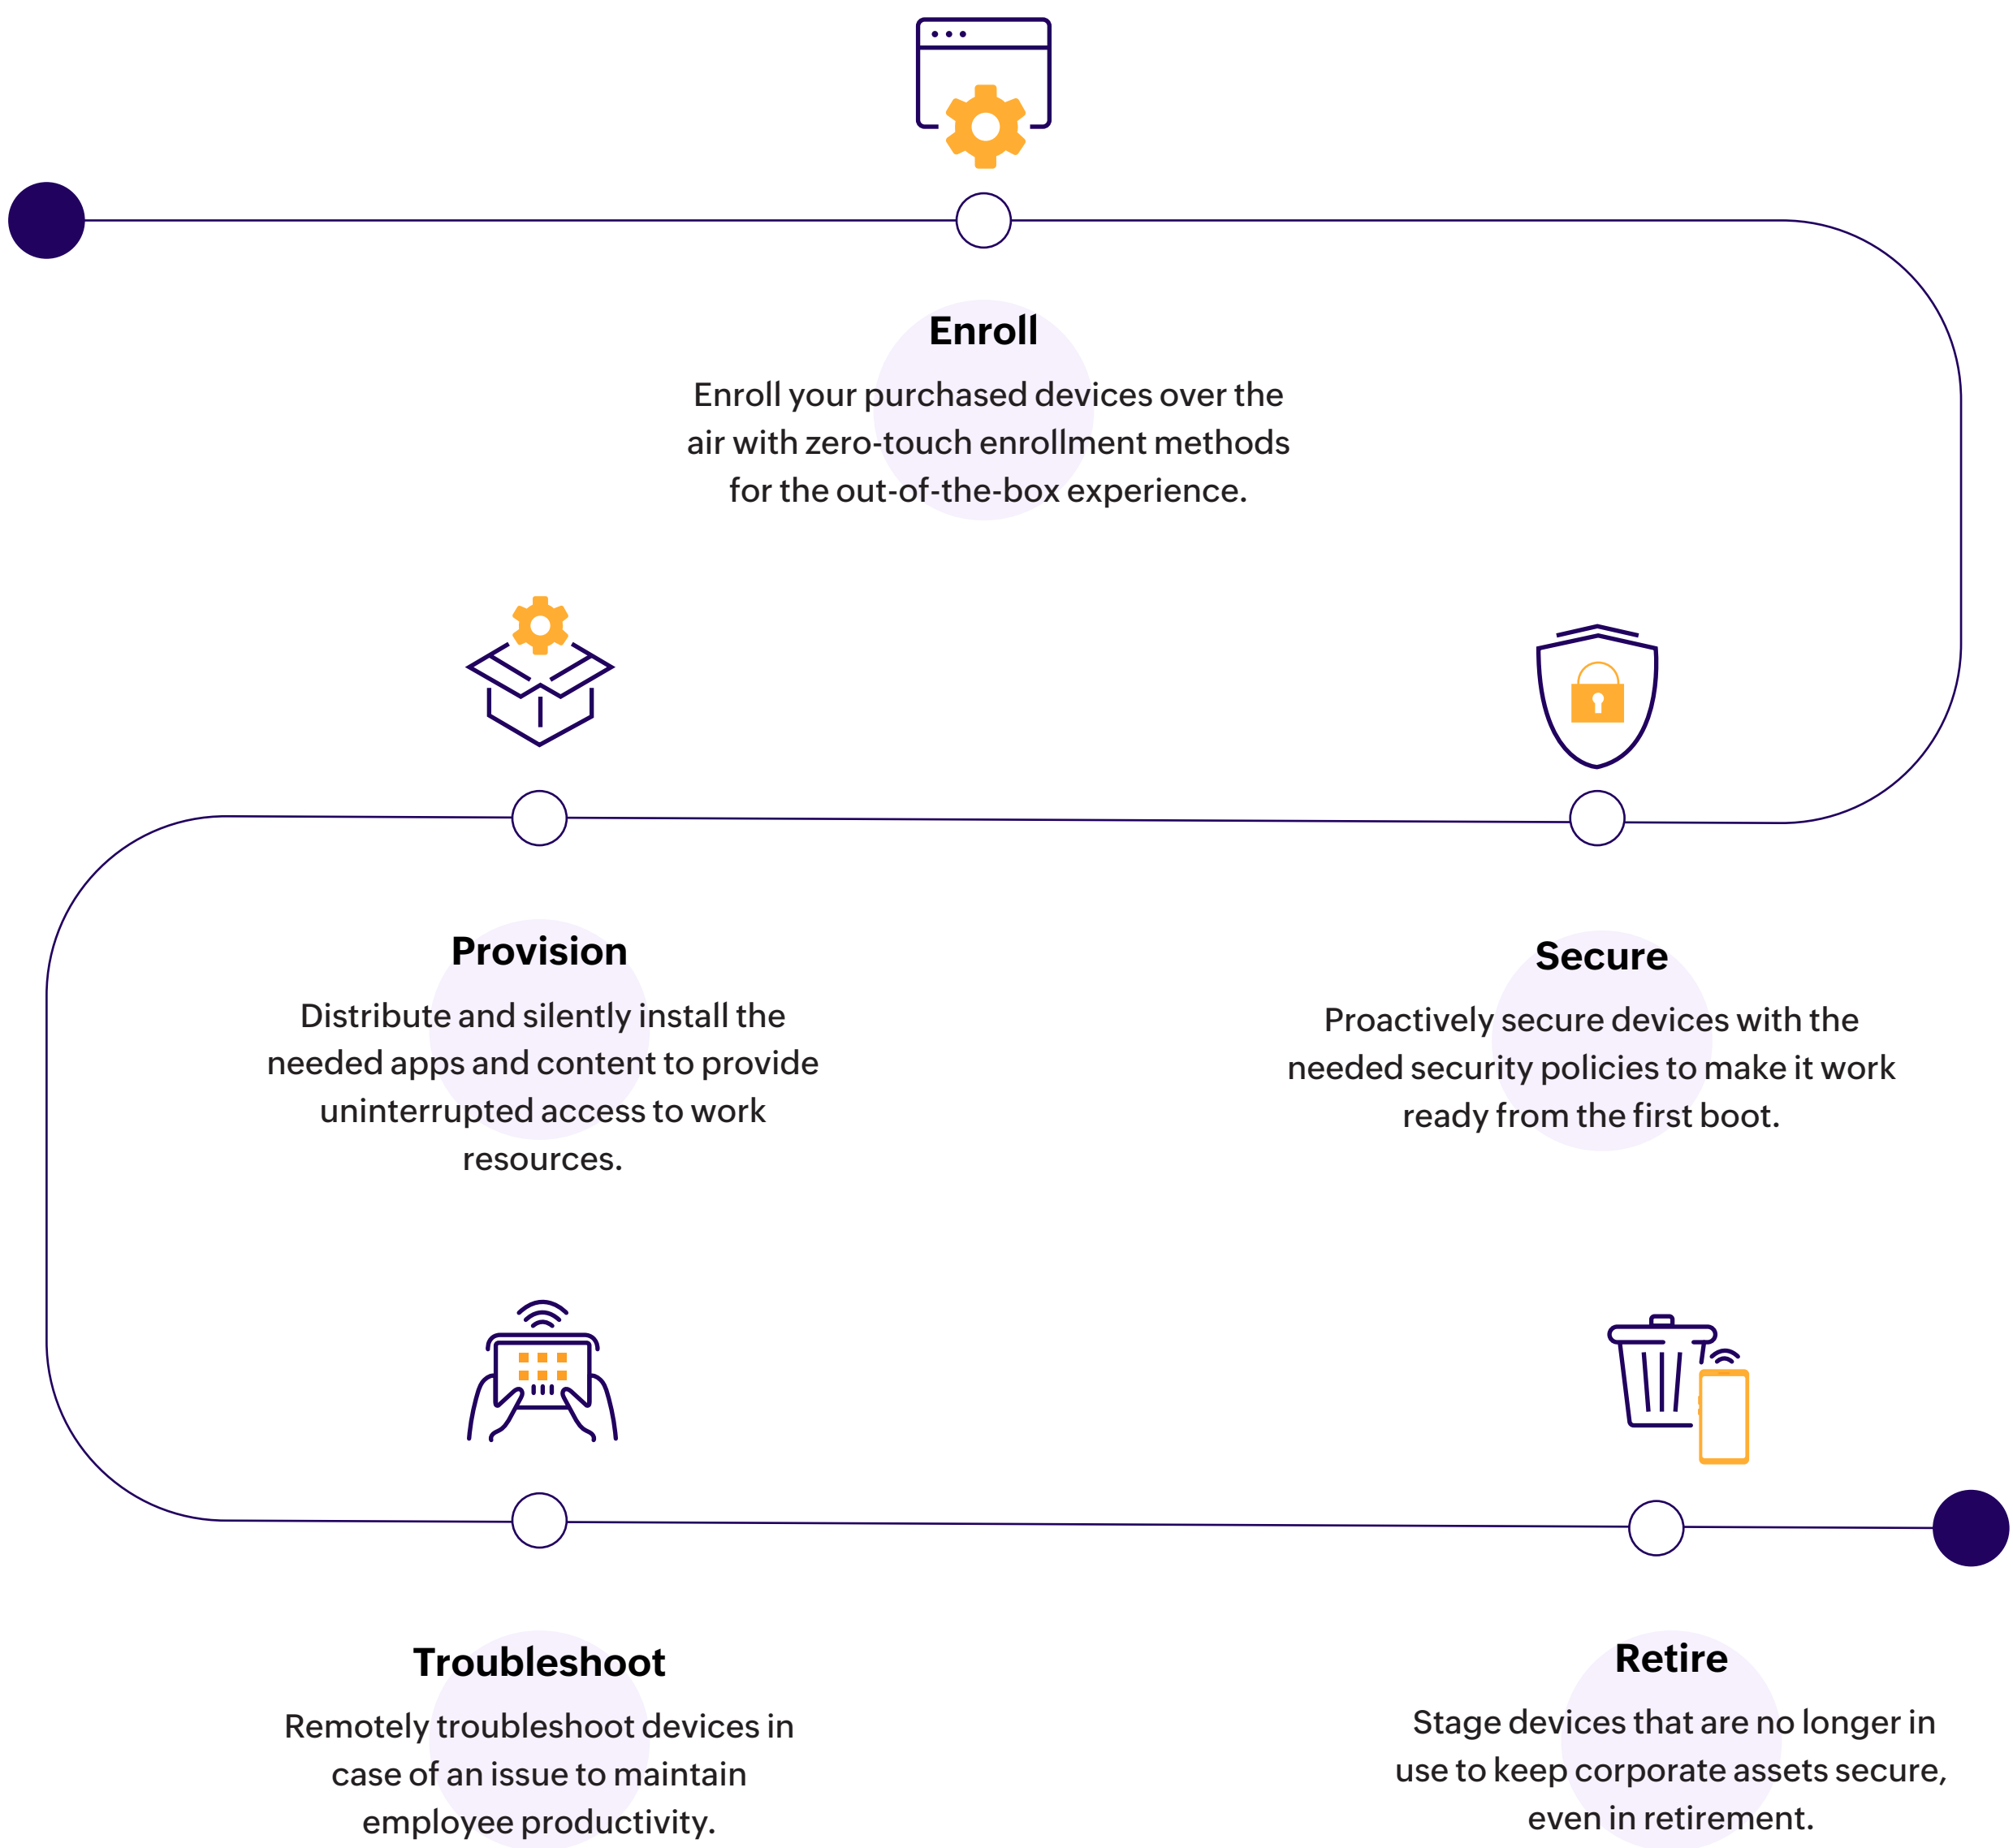 Enroll
Enroll your purchased devices over the
air with zero-touch enrollment methods
for the out-of-the-box experience.
Secure
Proactively secure devices with the
needed security policies to make it work
ready from the first boot.
Provision
Distribute and silently install the
needed apps and content to provide
uninterrupted access to work
resources.
Troubleshoot
Remotely troubleshoot devices in
case of an issue to maintain
employee productivity.
Retire
Stage devices that are no longer in
use to keep corporate assets secure,
even in retirement.